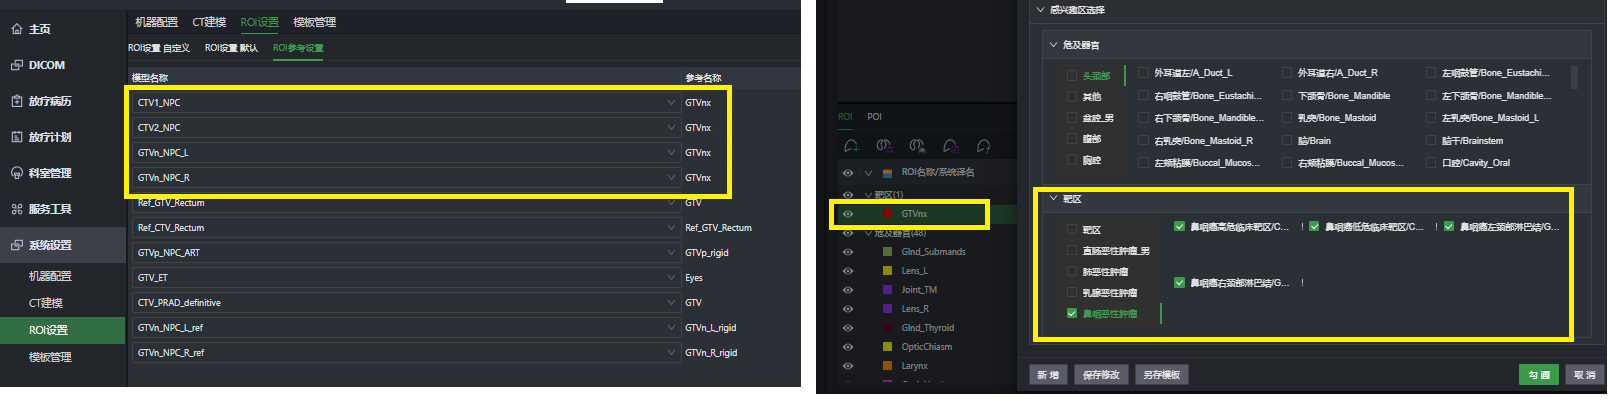 主页
DICOM
放疗病历
放疗计划
科室管理
服务工具
系统设置
机器配置
CT建模
ROI设置
模板管理
机器配置 CT建模 ROI设置 模板管理
ROI设置 自定义 ROI设置 默认 ROI参考设置
模型名称 参考名称
CTV1_NPC GTVnx
CTV2_NPC GTVnx
GTVn_NPC_L GTVnx
GTVn_NPC_R GTVnx
Ref_GTV_Rectum GTV
Ref_CTV_Rectum Ref_GTV_Rectum
GTVp_NPC_ART GTVp_rigid
GTV_ET Eyes
CTV_PRAD_definitive GTV
GTVn_NPC_L_ref GTVn_L_rigid
GTVn_NPC_R_ref GTVn_R_rigid
ROI POI
ROI名称/系统译名
靶区(1)
GTVnx
危及器官(48)
Glnd_Submands
Lens_L
Joint_TM
Lens_R
Glnd_Thyroid
OpticChiasm
Larynx
感兴趣区选择
危及器官
头颈部 外耳道左/A_Duct_L 外耳道右/A_Duct_R 左咽鼓管/Bone_Eustachi...
其他 右咽鼓管/Bone_Eustachi... 下颌骨/Bone_Mandible 左下颌骨/Bone_Mandible...
盆腔_男 右下颌骨/Bone_Mandible... 乳突/Bone_Mastoid 左乳突/Bone_Mastoid_L
腹部 右乳突/Bone_Mastoid_R 脑/Brain 脑干/Brainstem
胸腔 左颊粘膜/Buccal_Mucos... 右颊粘膜/Buccal_Mucos... 口腔/Cavity_Oral
靶区
靶区 鼻咽癌高危临床靶区/C... ! 鼻咽癌低危临床靶区/C... ! 鼻咽癌左颈部淋巴结/G...
直肠恶性肿瘤_男
肺恶性肿瘤 鼻咽癌右颈部淋巴结/G... !
乳腺恶性肿瘤
鼻咽恶性肿瘤
新 增 保存修改 另存模板 勾 画 取 消